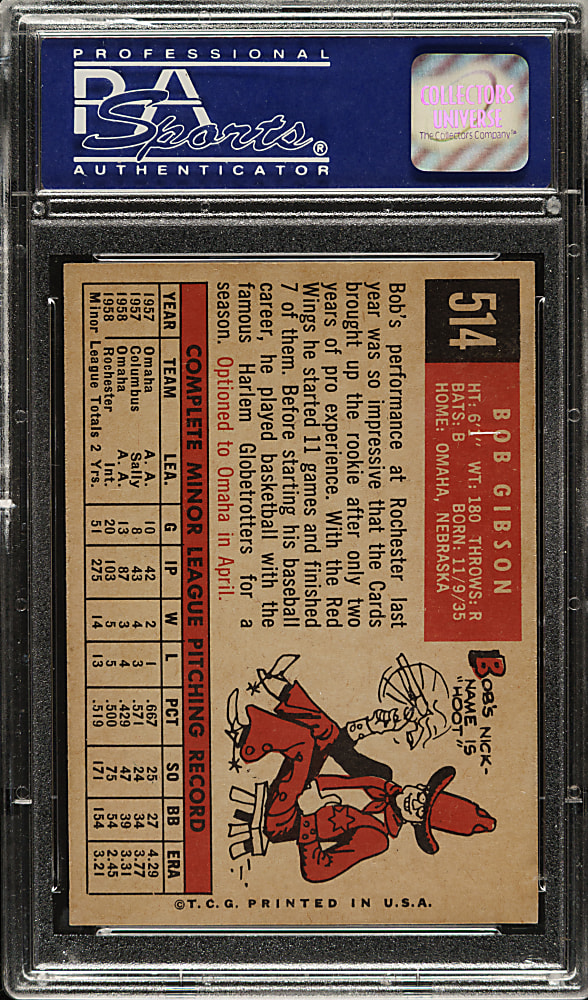 PROFESSIONAL
PSA
Sports®
AUTHENTICATOR
COLLECTORS
UNIVERSE
The Collectors Company™
514
BOB GIBSON
HT: 6'1" WT: 180 THROWS: R
BATS: B BORN: 11/9/35
HOME: OMAHA, NEBRASKA
Bob's performance at Rochester last
year was so impressive that the Cards
brought up the rookie after only two
years of pro experience. With the Red
Wings he started 11 games and finished
7 of them. Before starting his baseball
career, he played basketball with the
famous Harlem Globetrotters for a
season. Optioned to Omaha in April.
BOB'S NICK-
NAME IS
"HOOT"
COMPLETE MINOR LEAGUE PITCHING RECORD
YEAR TEAM LEA. G IP W L PCT SO BB ERA
1957 Omaha A. A. 10 42 2 1 .667 25 27 4.29
1957 Columbus Sally 8 43 4 3 .571 24 34 3.77
1958 Omaha A. A. 13 87 3 4 .429 47 39 3.31
1958 Rochester Int. 20 103 5 5 .500 75 54 2.45
Minor League Totals 2 Yrs. 51 275 14 13 .519 171 154 3.21
©T.C.G. PRINTED IN U.S.A.